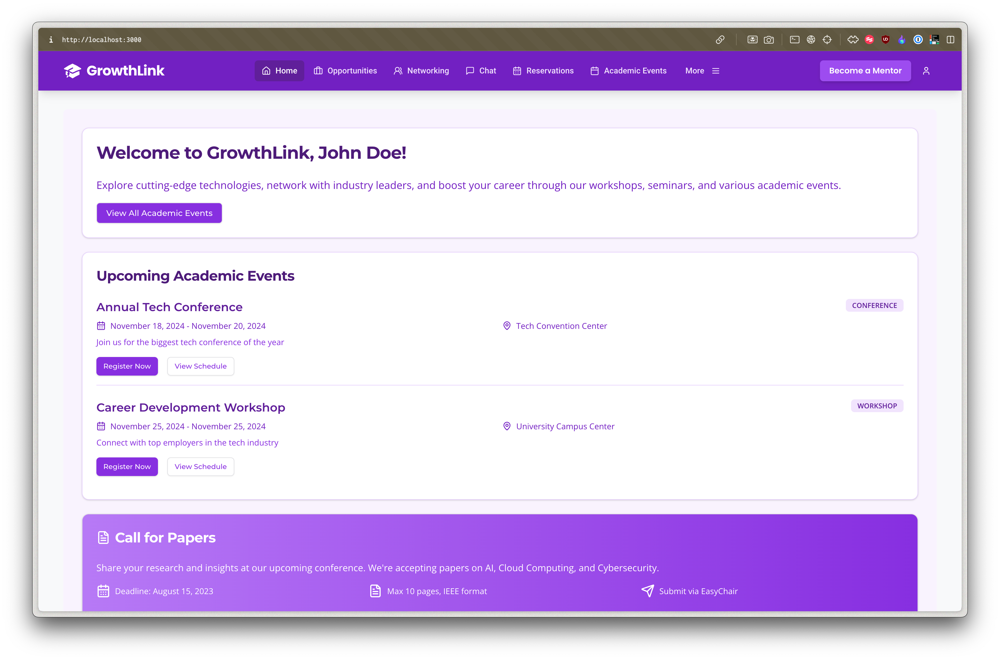 http://localhost:3000
GrowthLink
Home
Opportunities
Networking
Chat
Reservations
Academic Events
More
Become a Mentor
Welcome to GrowthLink, John Doe!
Explore cutting-edge technologies, network with industry leaders, and boost your career through our workshops, seminars, and various academic events.
View All Academic Events
Upcoming Academic Events
Annual Tech Conference
CONFERENCE
November 18, 2024 - November 20, 2024
Tech Convention Center
Join us for the biggest tech conference of the year
Register Now
View Schedule
Career Development Workshop
WORKSHOP
November 25, 2024 - November 25, 2024
University Campus Center
Connect with top employers in the tech industry
Register Now
View Schedule
Call for Papers
Share your research and insights at our upcoming conference. We're accepting papers on AI, Cloud Computing, and Cybersecurity.
Deadline: August 15, 2023
Max 10 pages, IEEE format
Submit via EasyChair